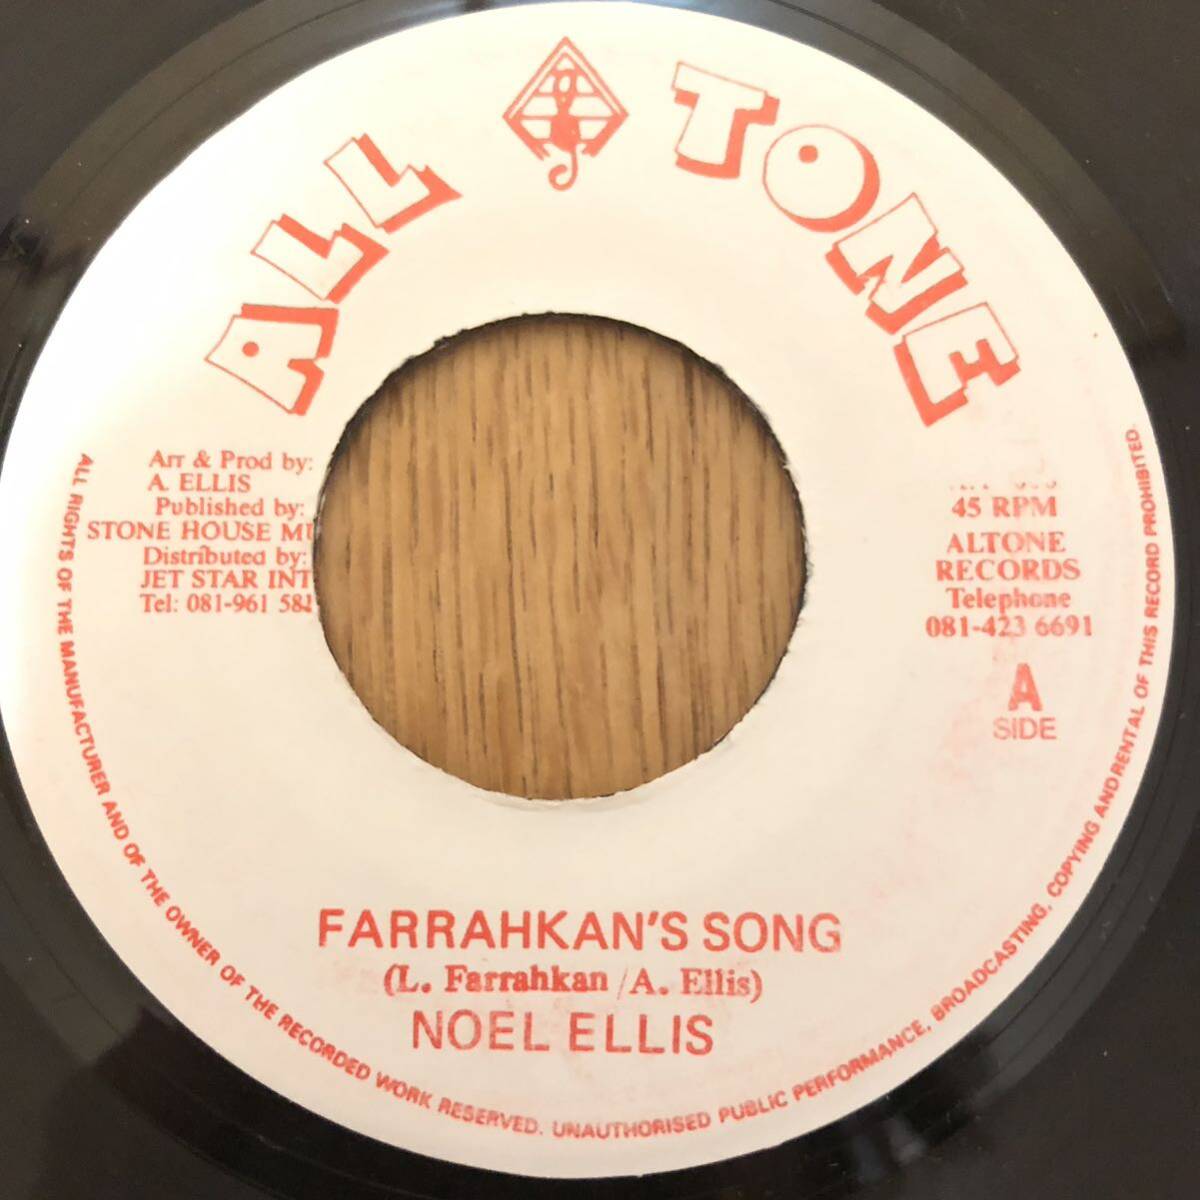 ALL TONE
Arr & Prod by:
A. ELLIS
Published by:
STONE HOUSE
Distributed by:
JET STAR
Tel: 081-961
45 RPM
ALTONE
RECORDS
Telephone
081-423 6691
A
SIDE
FARRAHKAN'S SONG
(L. Farrahkan / A. Ellis)
NOEL ELLIS
ALL RIGHTS OF THE MANUFACTURER AND OF THE OWNER OF THE RECORDED WORK RESERVED. UNAUTHORISED PUBLIC PERFORMANCE, BROADCASTING, COPYING AND RENTAL OF THIS RECORD PROHIBITED.